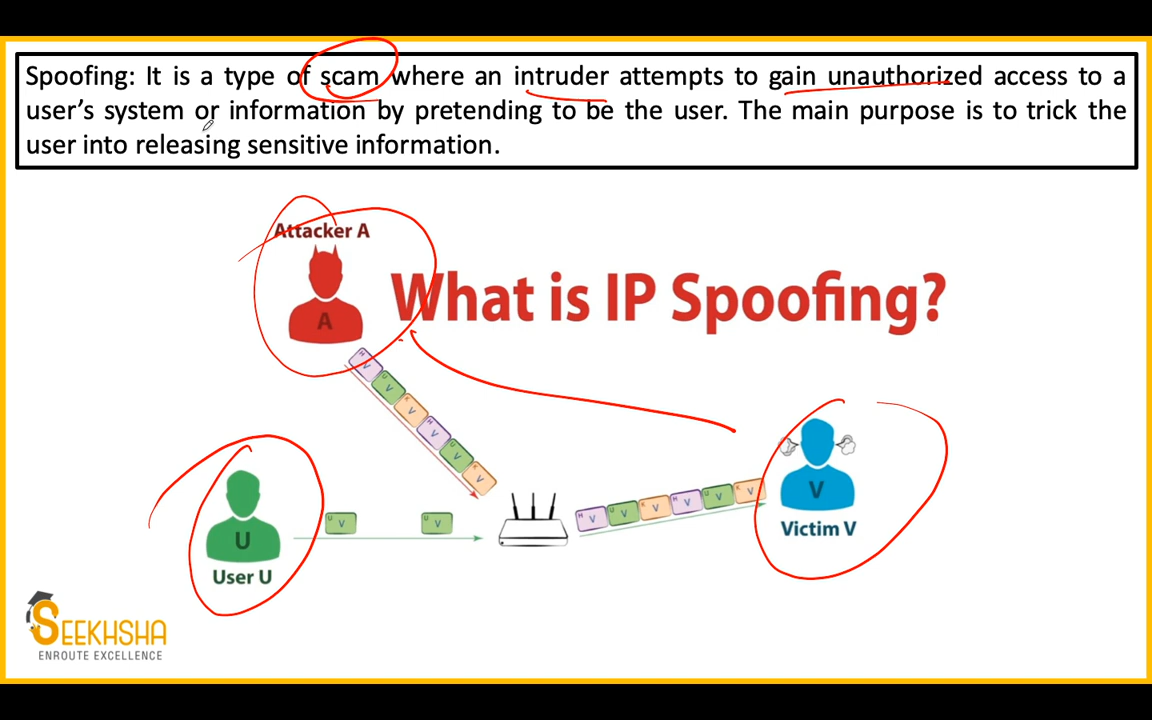 Spoofing: It is a type of scam where an intruder attempts to gain unauthorized access to a
user's system or information by pretending to be the user. The main purpose is to trick the
user into releasing sensitive information.
Attacker A
A
What is IP Spoofing?
H V
U V
K V
H V
U V
K V
U
User U
U V
U V
H V
U V
K V
H V
U V
K V
V
Victim V
SEEKHSHA
ENROUTE EXCELLENCE